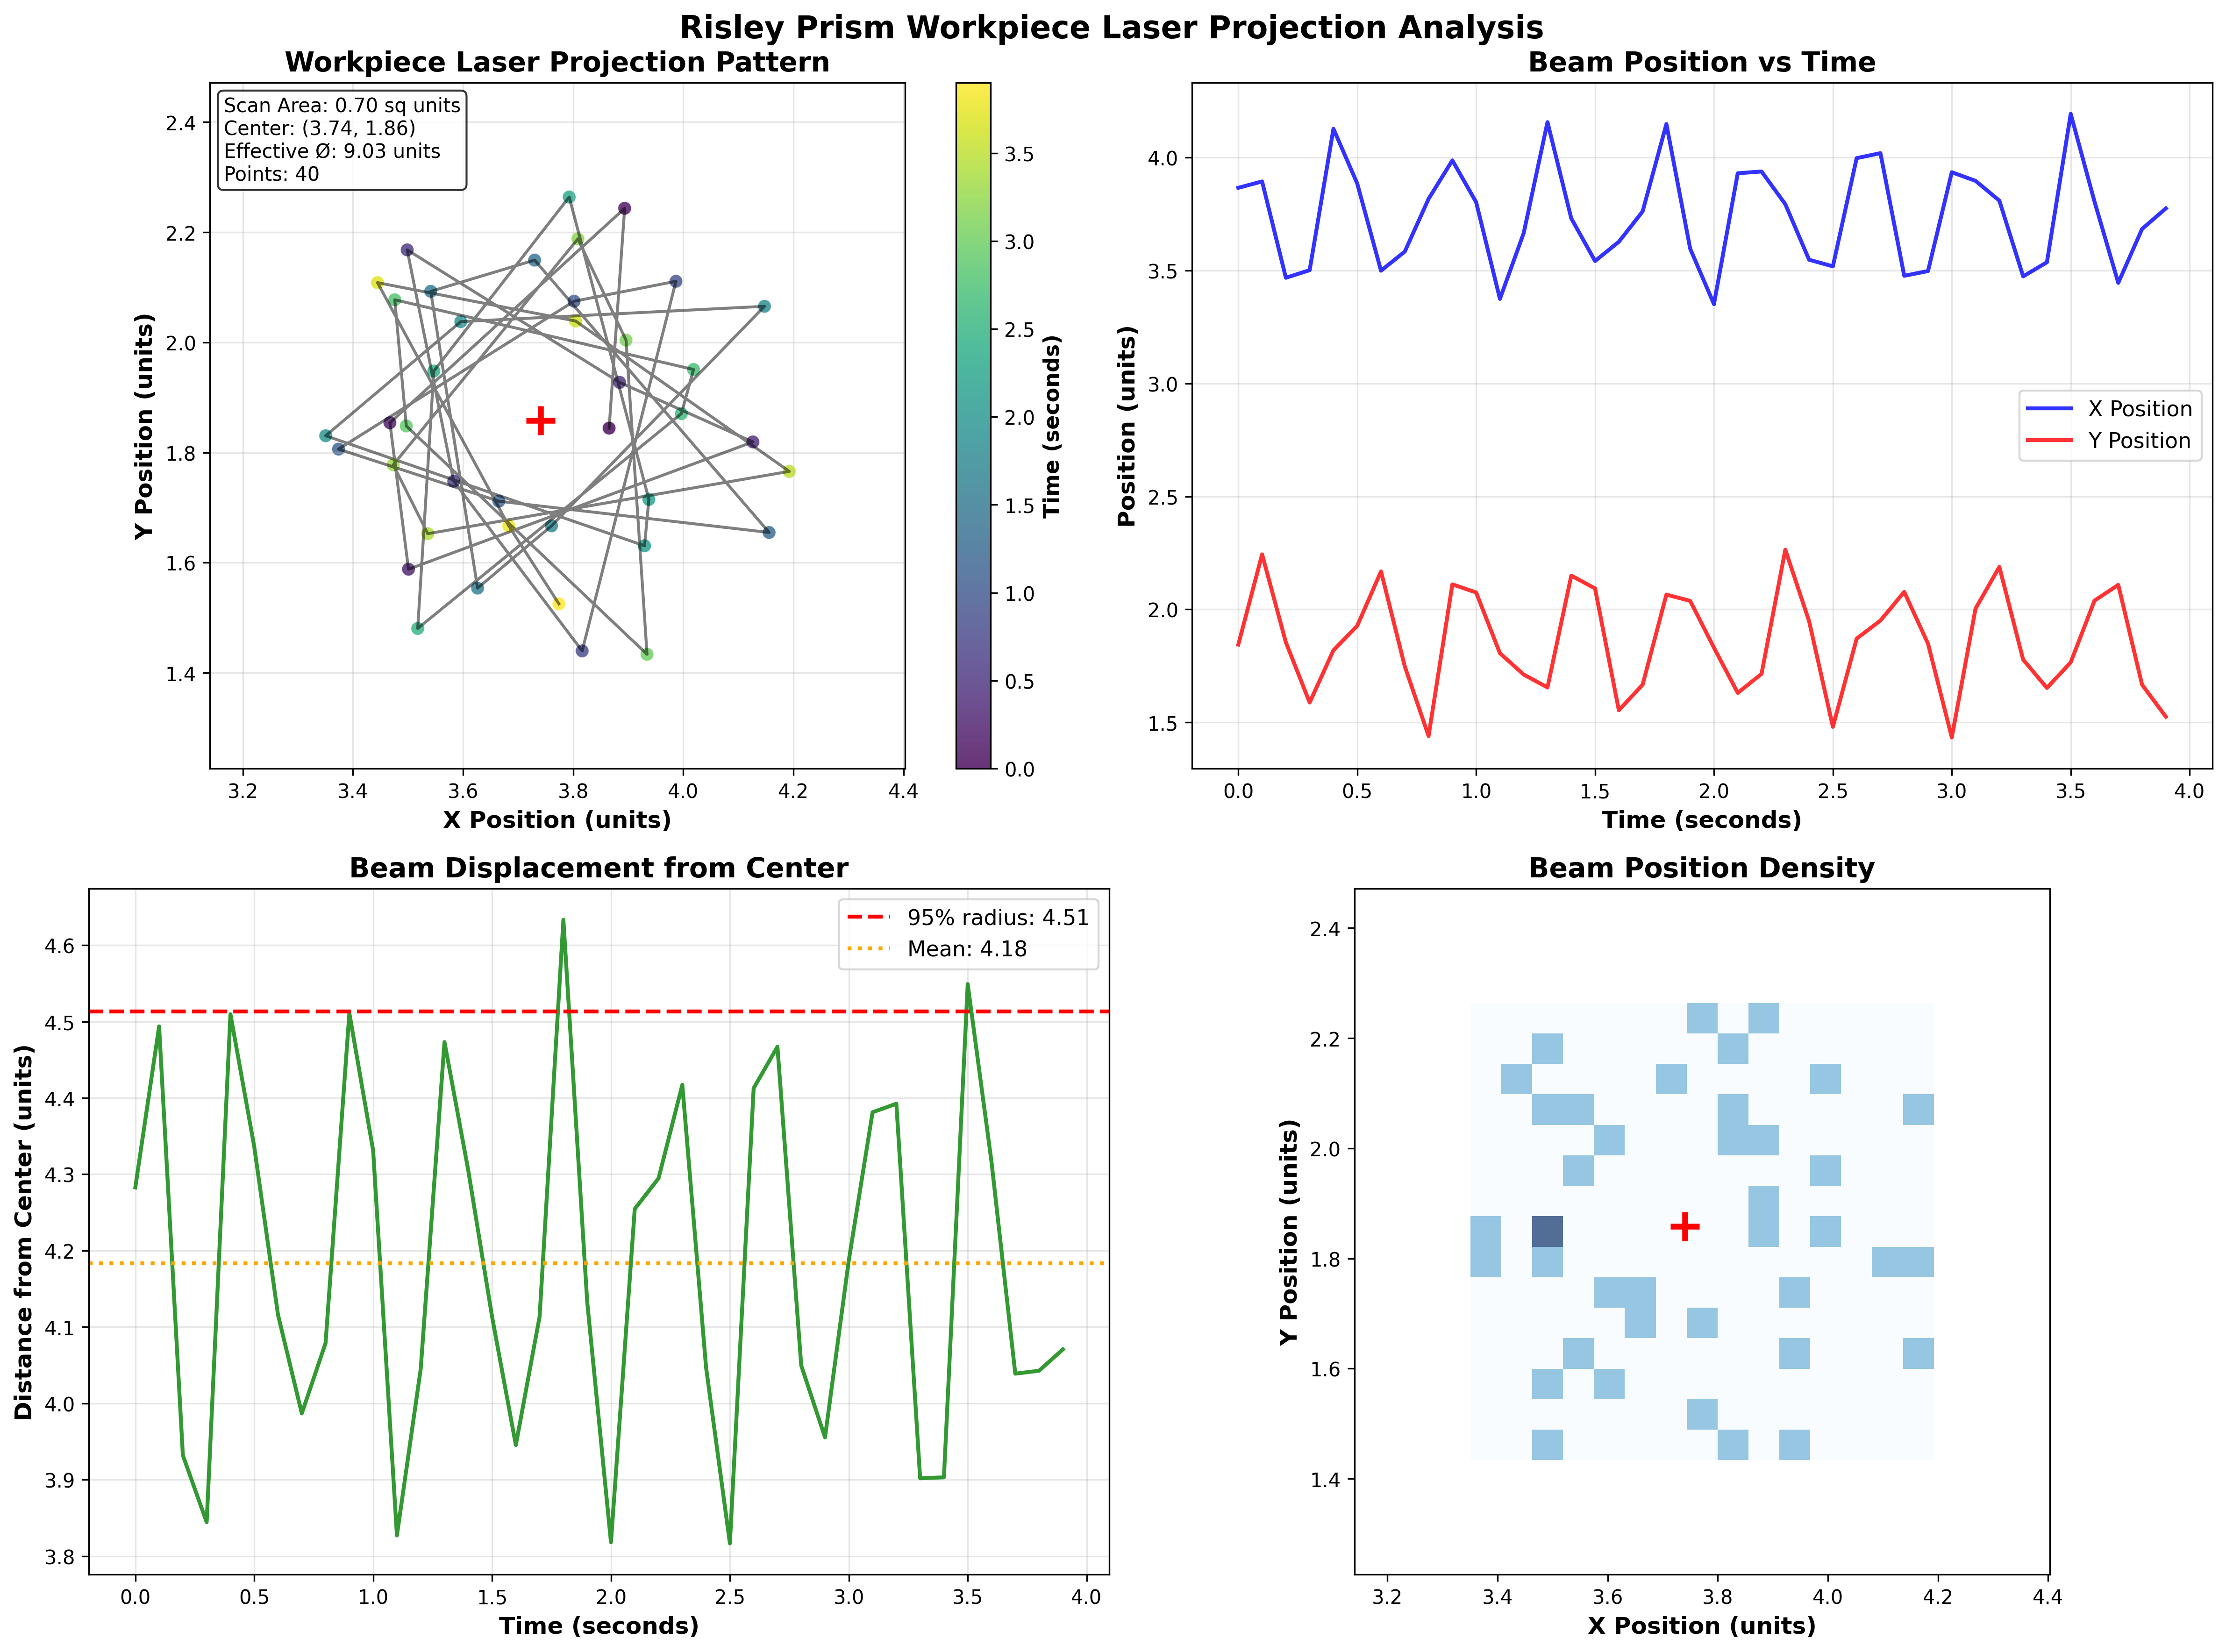 Risley Prism Workpiece Laser Projection Analysis
Workpiece Laser Projection Pattern
Scan Area: 0.70 sq units
Center: (3.74, 1.86)
Effective Ø: 9.03 units
Points: 40
2.4
2.2
2.0
1.8
1.6
1.4
Y Position (units)
3.2 3.4 3.6 3.8 4.0 4.2 4.4
X Position (units)
3.5
3.0
2.5
2.0
1.5
1.0
0.5
0.0
Time (seconds)
Beam Position vs Time
4.0
3.5
3.0
2.5
2.0
1.5
Position (units)
X Position
Y Position
0.0 0.5 1.0 1.5 2.0 2.5 3.0 3.5 4.0
Time (seconds)
Beam Displacement from Center
95% radius: 4.51
Mean: 4.18
4.6
4.5
4.4
4.3
4.2
4.1
4.0
3.9
3.8
Distance from Center (units)
0.0 0.5 1.0 1.5 2.0 2.5 3.0 3.5 4.0
Time (seconds)
Beam Position Density
2.4
2.2
2.0
1.8
1.6
1.4
Y Position (units)
3.2 3.4 3.6 3.8 4.0 4.2 4.4
X Position (units)